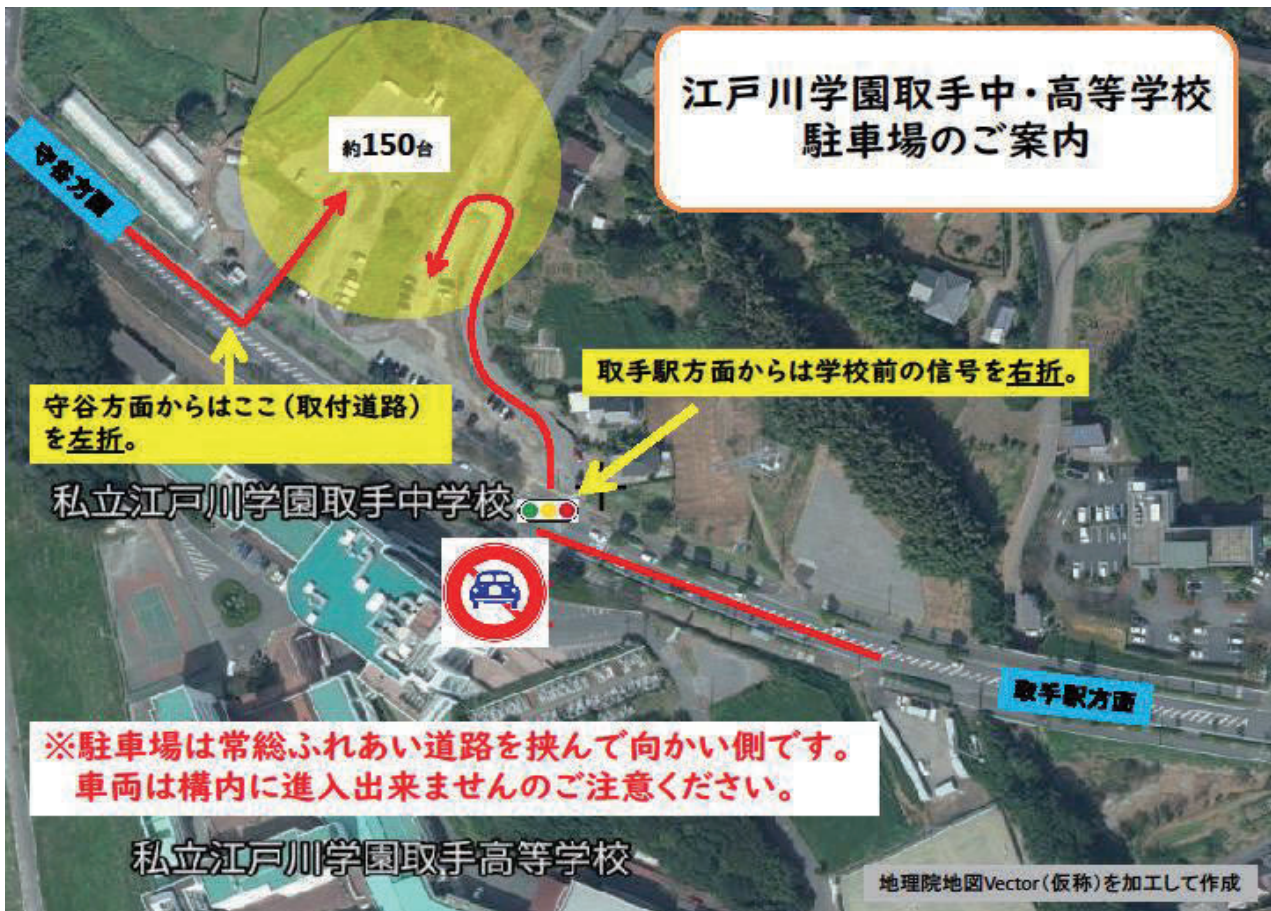 江戸川学園取手中・高等学校
駐車場のご案内
約150台
守谷方面
取手駅方面からは学校前の信号を右折。
守谷方面からはここ（取付道路）
を左折。
私立江戸川学園取手中学校
取手駅方面
※駐車場は常総ふれあい道路を挟んで向かい側です。
車両は構内に進入出来ませんのご注意ください。
私立江戸川学園取手高等学校
地理院地図Vector（仮称）を加工して作成